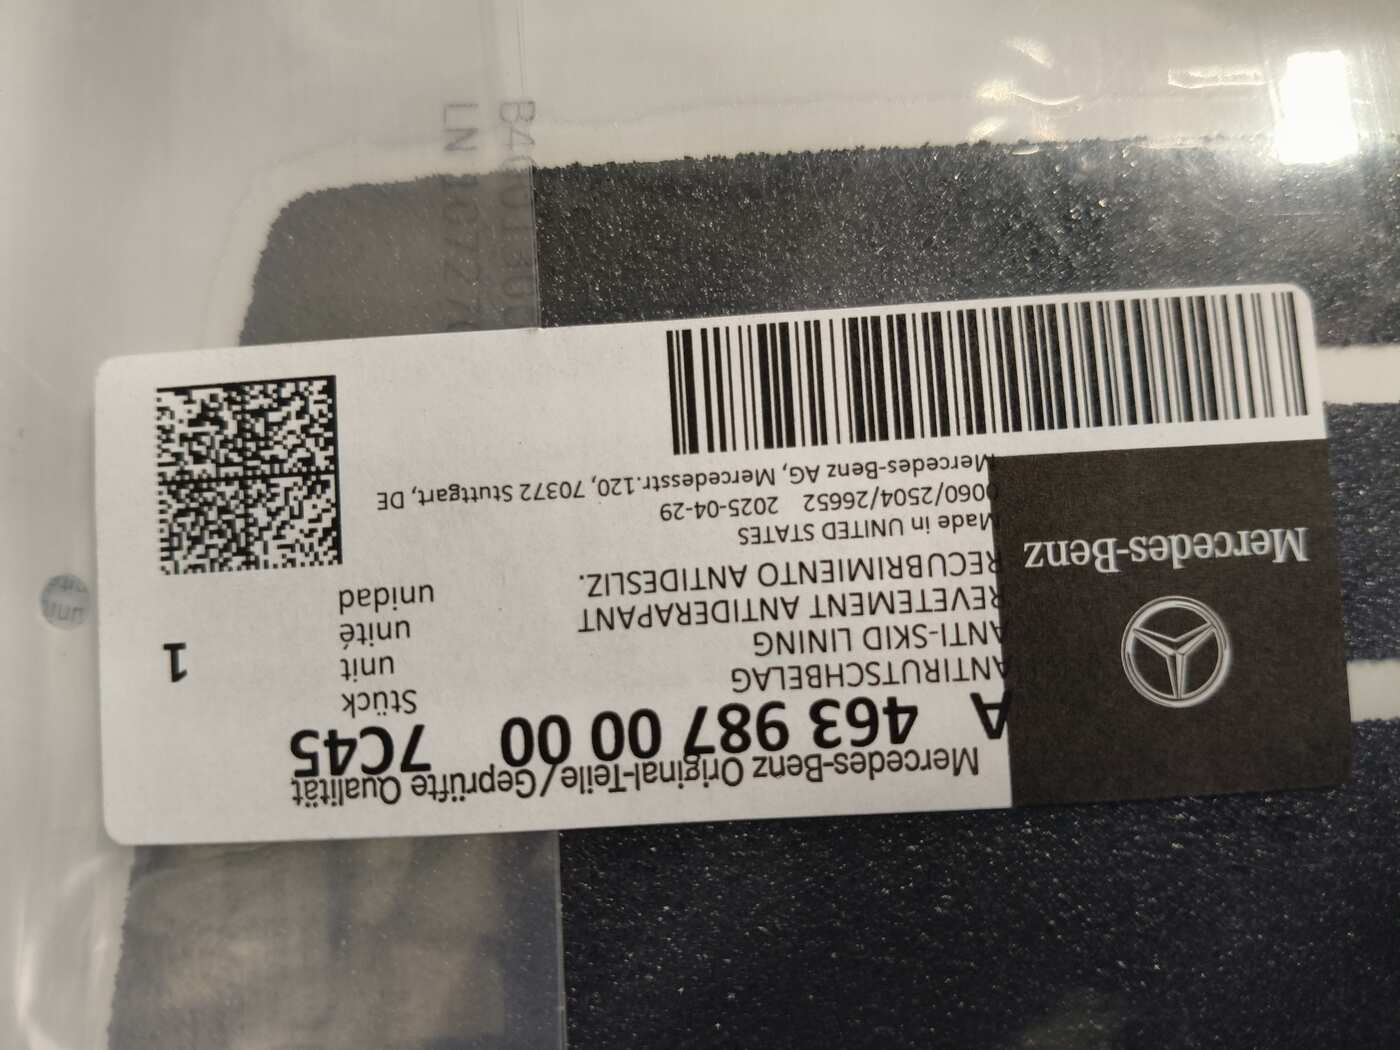 Mercedes-Benz
Mercedes-Benz Original-Teile/Geprüfte Qualität
A 463 987 00 00 7C45
ANTIRUTSCHBELAG
ANTI-SKID LINING
REVETEMENT ANTIDERAPANT
RECUBRIMIENTO ANTIDESLIZ.
Stück
unit
unité
unidad
1
Made in UNITED STATES
0060/2504/26652 2025-04-29
Mercedes-Benz AG, Mercedesstr.120, 70372 Stuttgart, DE
LN